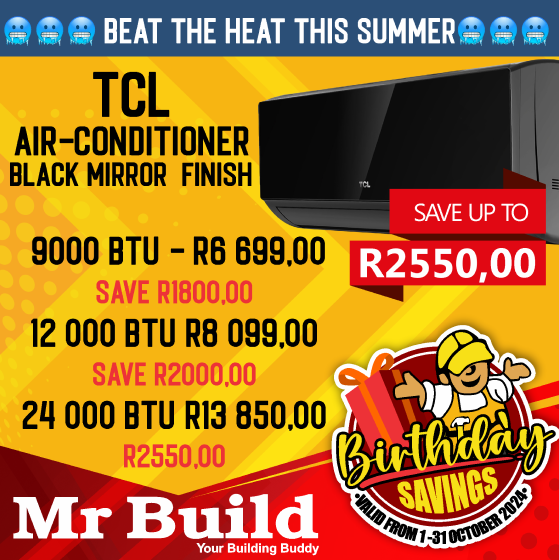 BEAT THE HEAT THIS SUMMER
TCL
AIR-CONDITIONER
BLACK MIRROR FINISH
TCL
SAVE UP TO
R2550,00
9000 BTU - R6 699,00
SAVE R1800,00
12 000 BTU R8 099,00
SAVE R2000,00
24 000 BTU R13 850,00
R2550,00
Birthday
SAVINGS
-VALID FROM 1-31 OCTOBER 2024-
Mr Build
Your Building Buddy